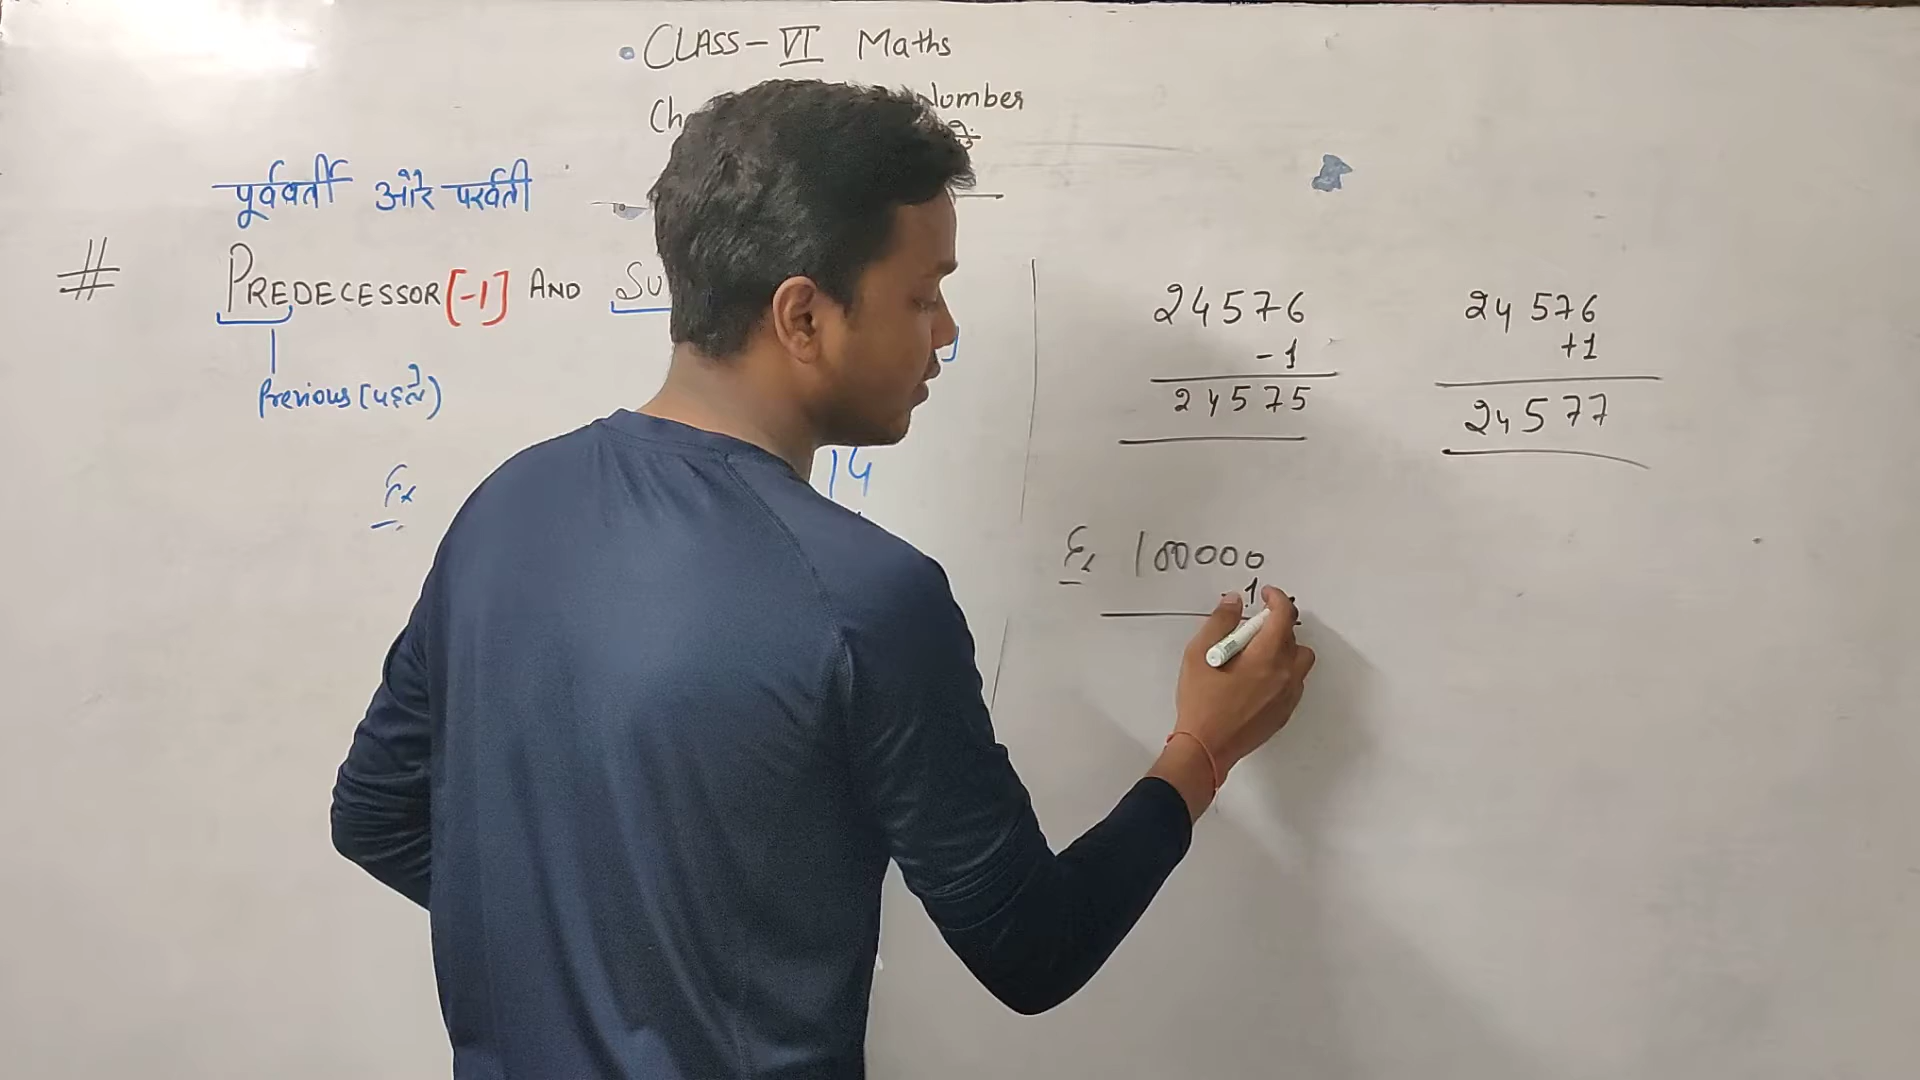 CLASS-VI Maths
Number
पूर्ववर्ती और परवर्ती
# PREDECESSOR [-1] AND SU
Previous (पहले)
Ex
14
24576
-1
24575
24576
+1
24577
Ex 100000
-1